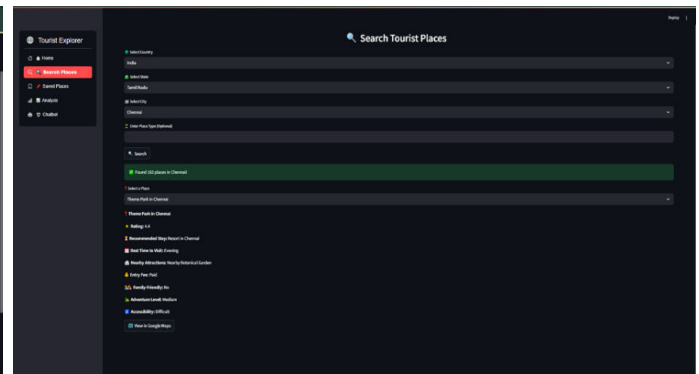 Deploy
Tourist Explorer
Home
Search Places
Saved Places
Analysis
Chatbot
Search Tourist Places
Select Country
India
Select State
Tamil Nadu
Select City
Chennai
Enter Place Type (Optional)
Search
Found 162 places in Chennai!
Select a Place
Theme Park in Chennai
Theme Park in Chennai
Rating: 4.4
Recommended Stay: Resort in Chennai
Best Time to Visit: Evening
Nearby Attractions: Nearby Botanical Garden
Entry Fee: Paid
Family-Friendly: No
Adventure Level: Medium
Accessibility: Difficult
View in Google Maps